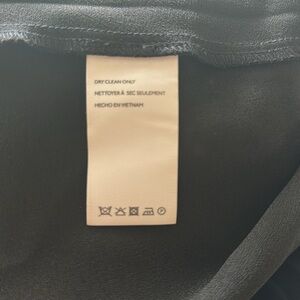 DRY CLEAN ONLY
NETTOYER À SEC SEULEMENT
HECHO EN VIETNAM